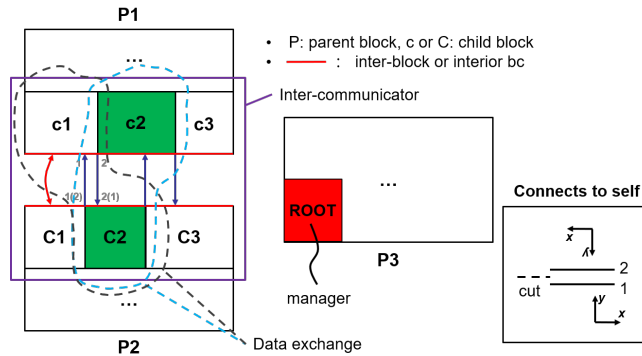 P1
• P: parent block, c or C: child block
• : inter-block or interior bc
...
Inter-communicator
c1 c2 c3
1 2
1(2) 2(1)
C1 C2 C3
...
P2
Data exchange
...
ROOT
P3
manager
Connects to self
x
y
2
cut 1
y
x